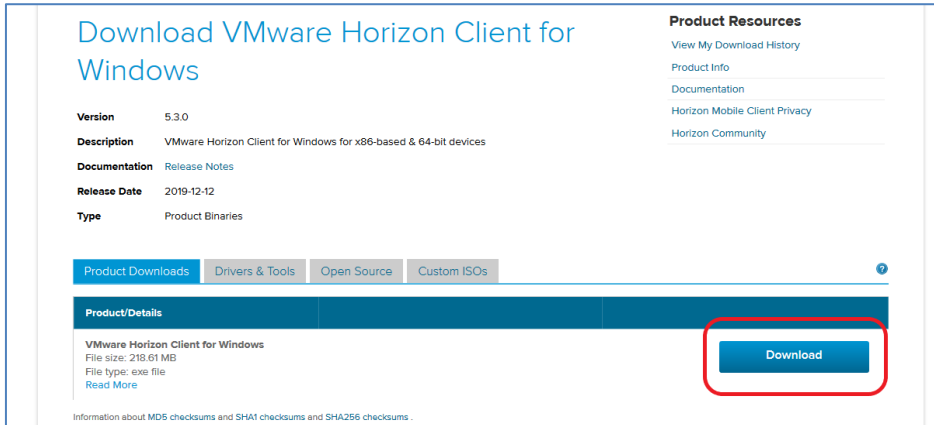 Download VMware Horizon Client for
Windows
Version 5.3.0
Description VMware Horizon Client for Windows for x86-based & 64-bit devices
Documentation Release Notes
Release Date 2019-12-12
Type Product Binaries
Product Resources
View My Download History
Product Info
Documentation
Horizon Mobile Client Privacy
Horizon Community
Product Downloads Drivers & Tools Open Source Custom ISOs ?
Product/Details
VMware Horizon Client for Windows
File size: 218.61 MB
File type: exe file
Read More
Download
Information about MD5 checksums and SHA1 checksums and SHA256 checksums .